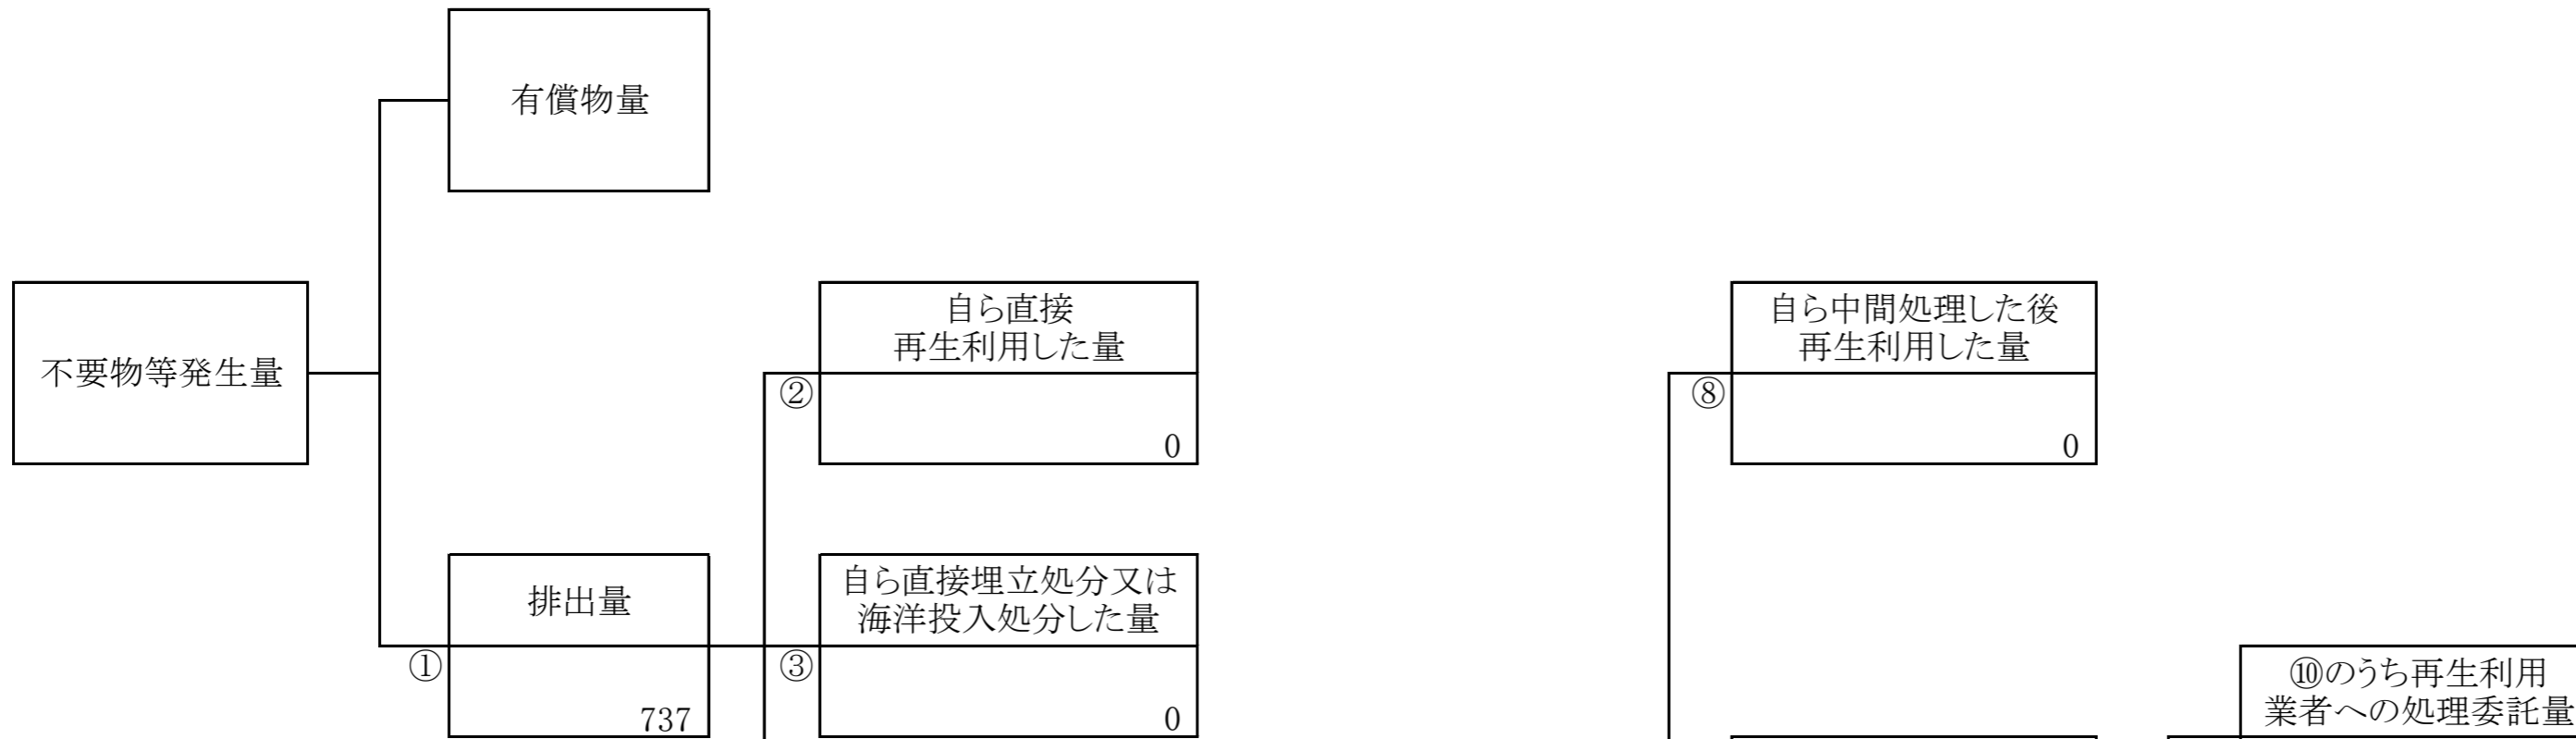 有償物量
不要物等発生量
自ら直接
再生利用した量
②
0
自ら中間処理した後
再生利用した量
⑧
0
排出量
①
737
自ら直接埋立処分又は
海洋投入処分した量
③
0
⑩のうち再生利用
業者への処理委託量